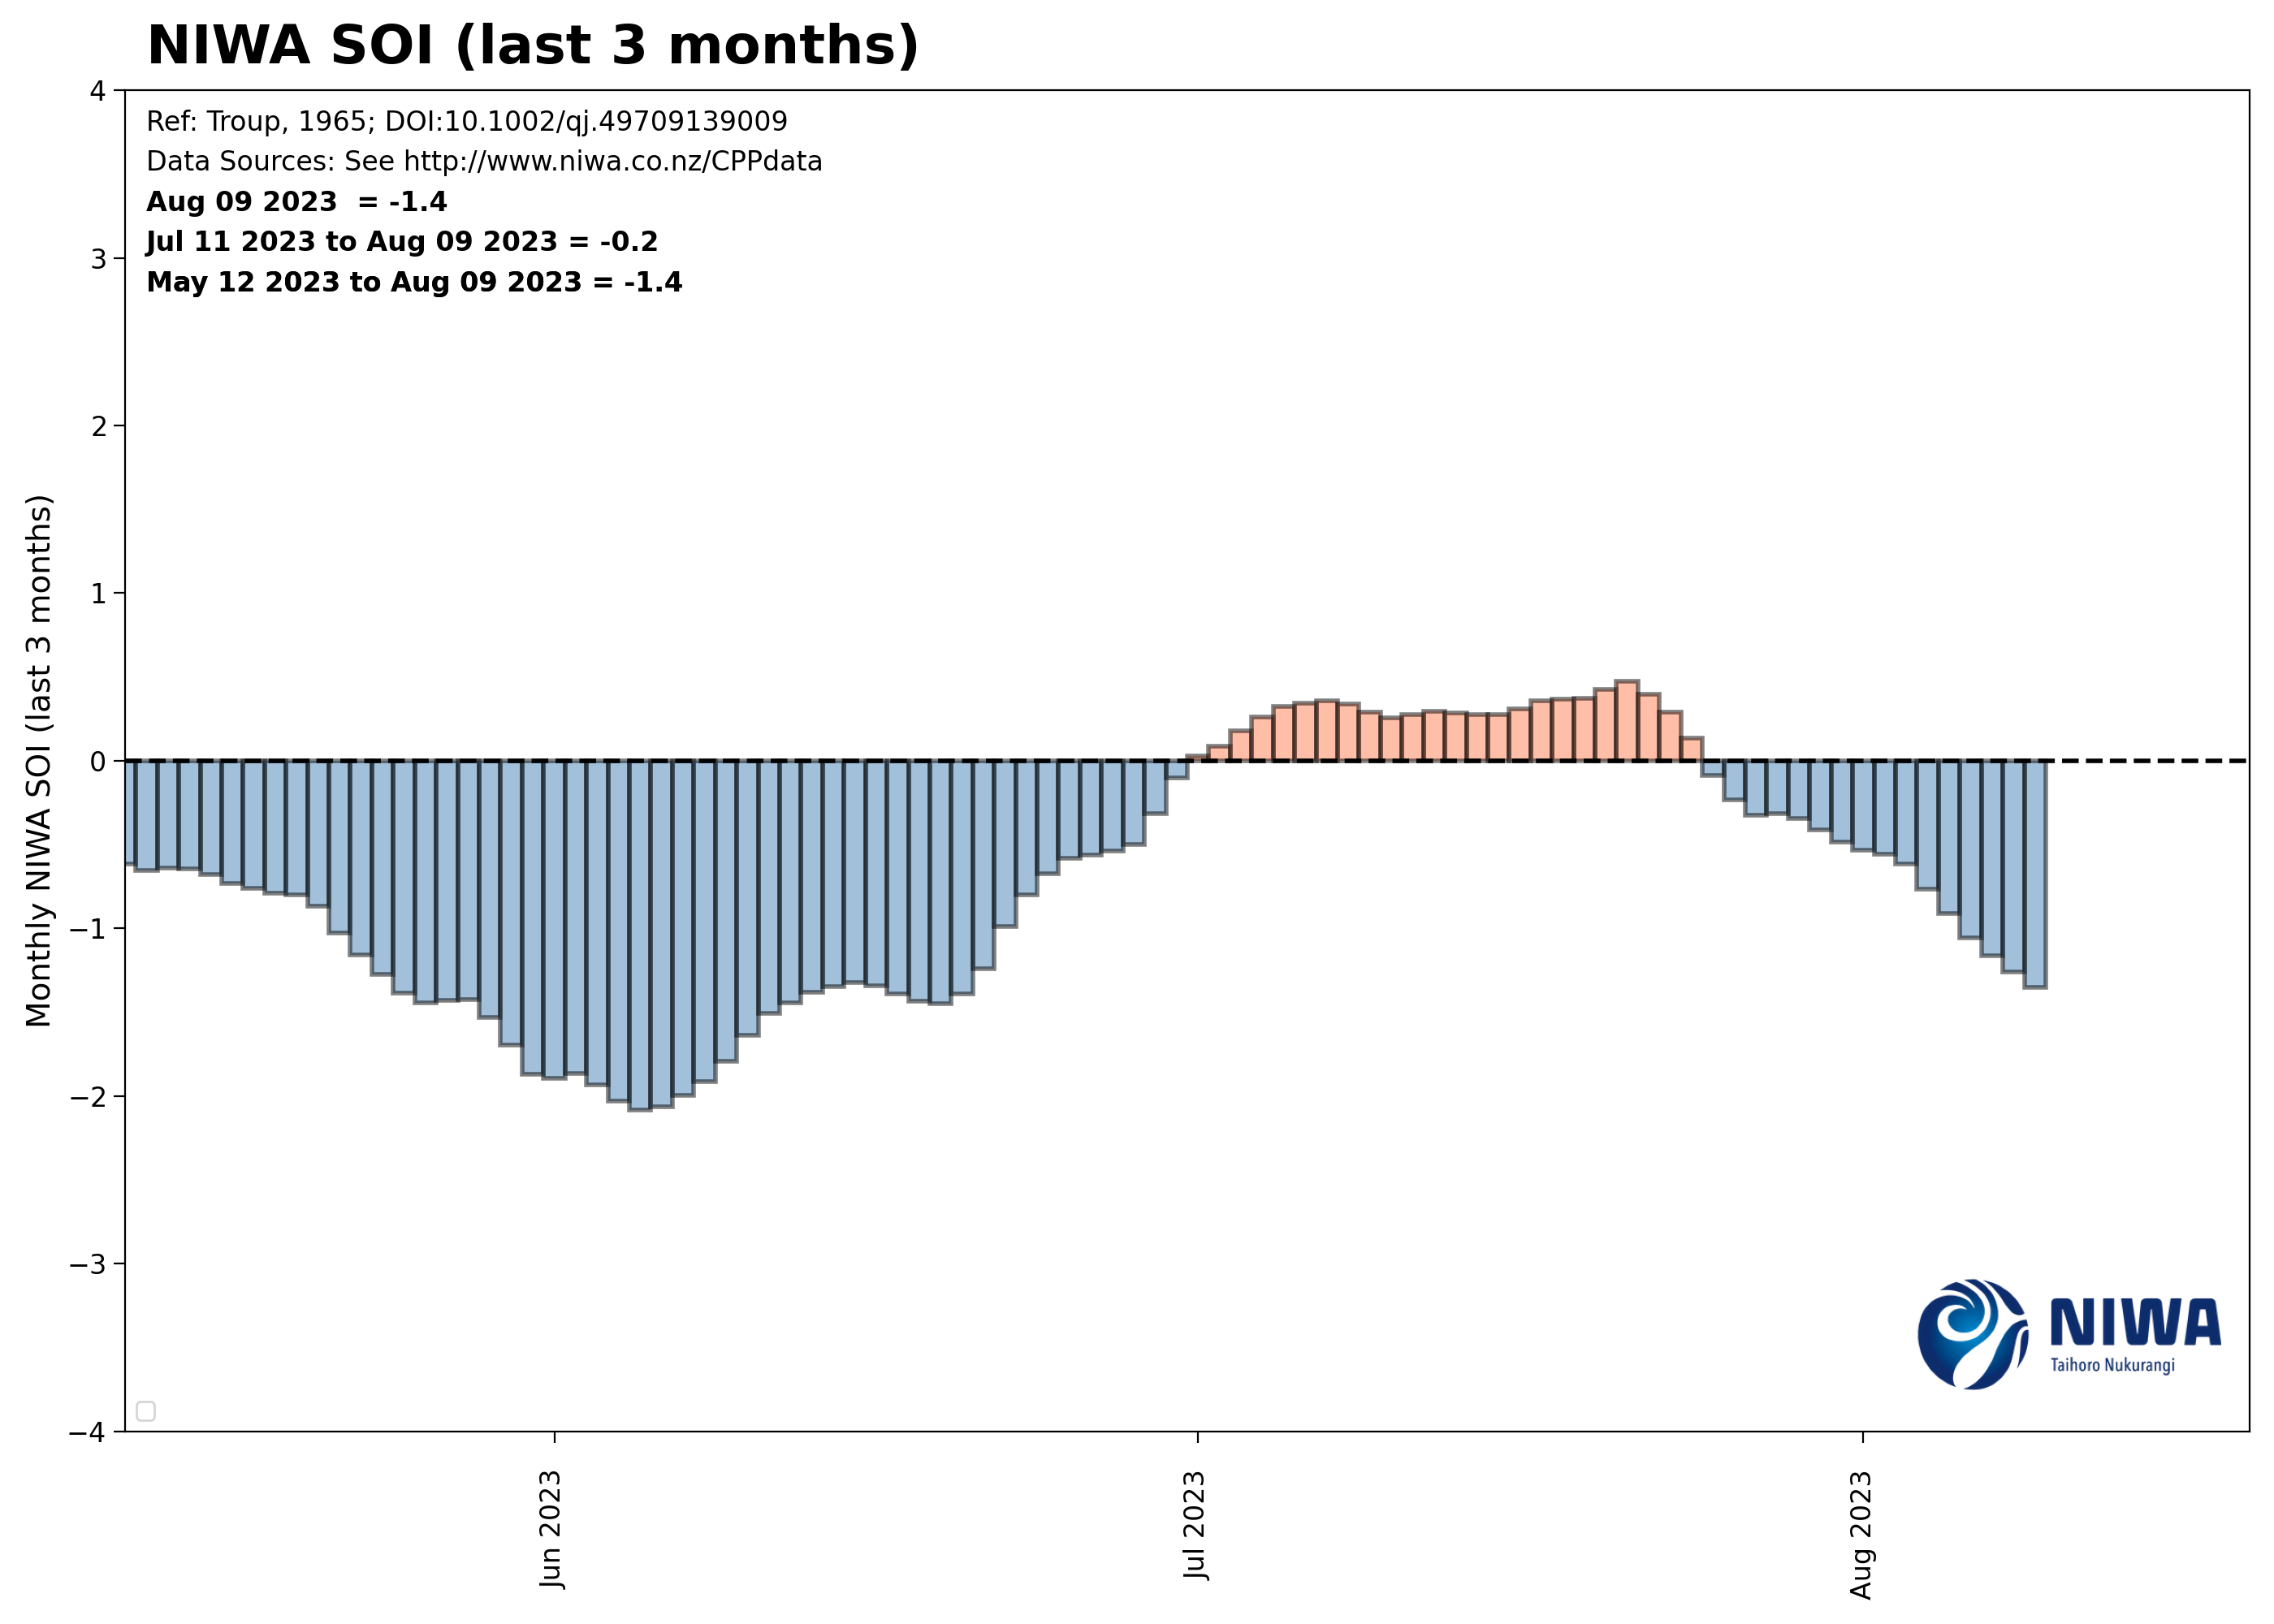 NIWA SOI (last 3 months)
Ref: Troup, 1965; DOI:10.1002/qj.49709139009
Data Sources: See http://www.niwa.co.nz/CPPdata
Aug 09 2023  = -1.4
Jul 11 2023 to Aug 09 2023 = -0.2
May 12 2023 to Aug 09 2023 = -1.4
Monthly NIWA SOI (last 3 months)
4
3
2
1
0
−1
−2
−3
−4
NIWA
Taihoro Nukurangi
Jun 2023
Jul 2023
Aug 2023